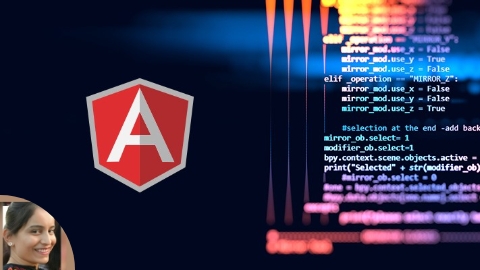 A
elif _operation == "MIRROR_Y":
mirror_mod.use_x = False
mirror_mod.use_y = True
mirror_mod.use_z = False
elif _operation == "MIRROR_Z":
mirror_mod.use_x = False
mirror_mod.use_y = False
mirror_mod.use_z = True
#selection at the end -add back
mirror_ob.select= 1
modifier_ob.select=1
bpy.context.scene.objects.active =
print("Selected" + str(modifier_ob)
#mirror_ob.select = 0